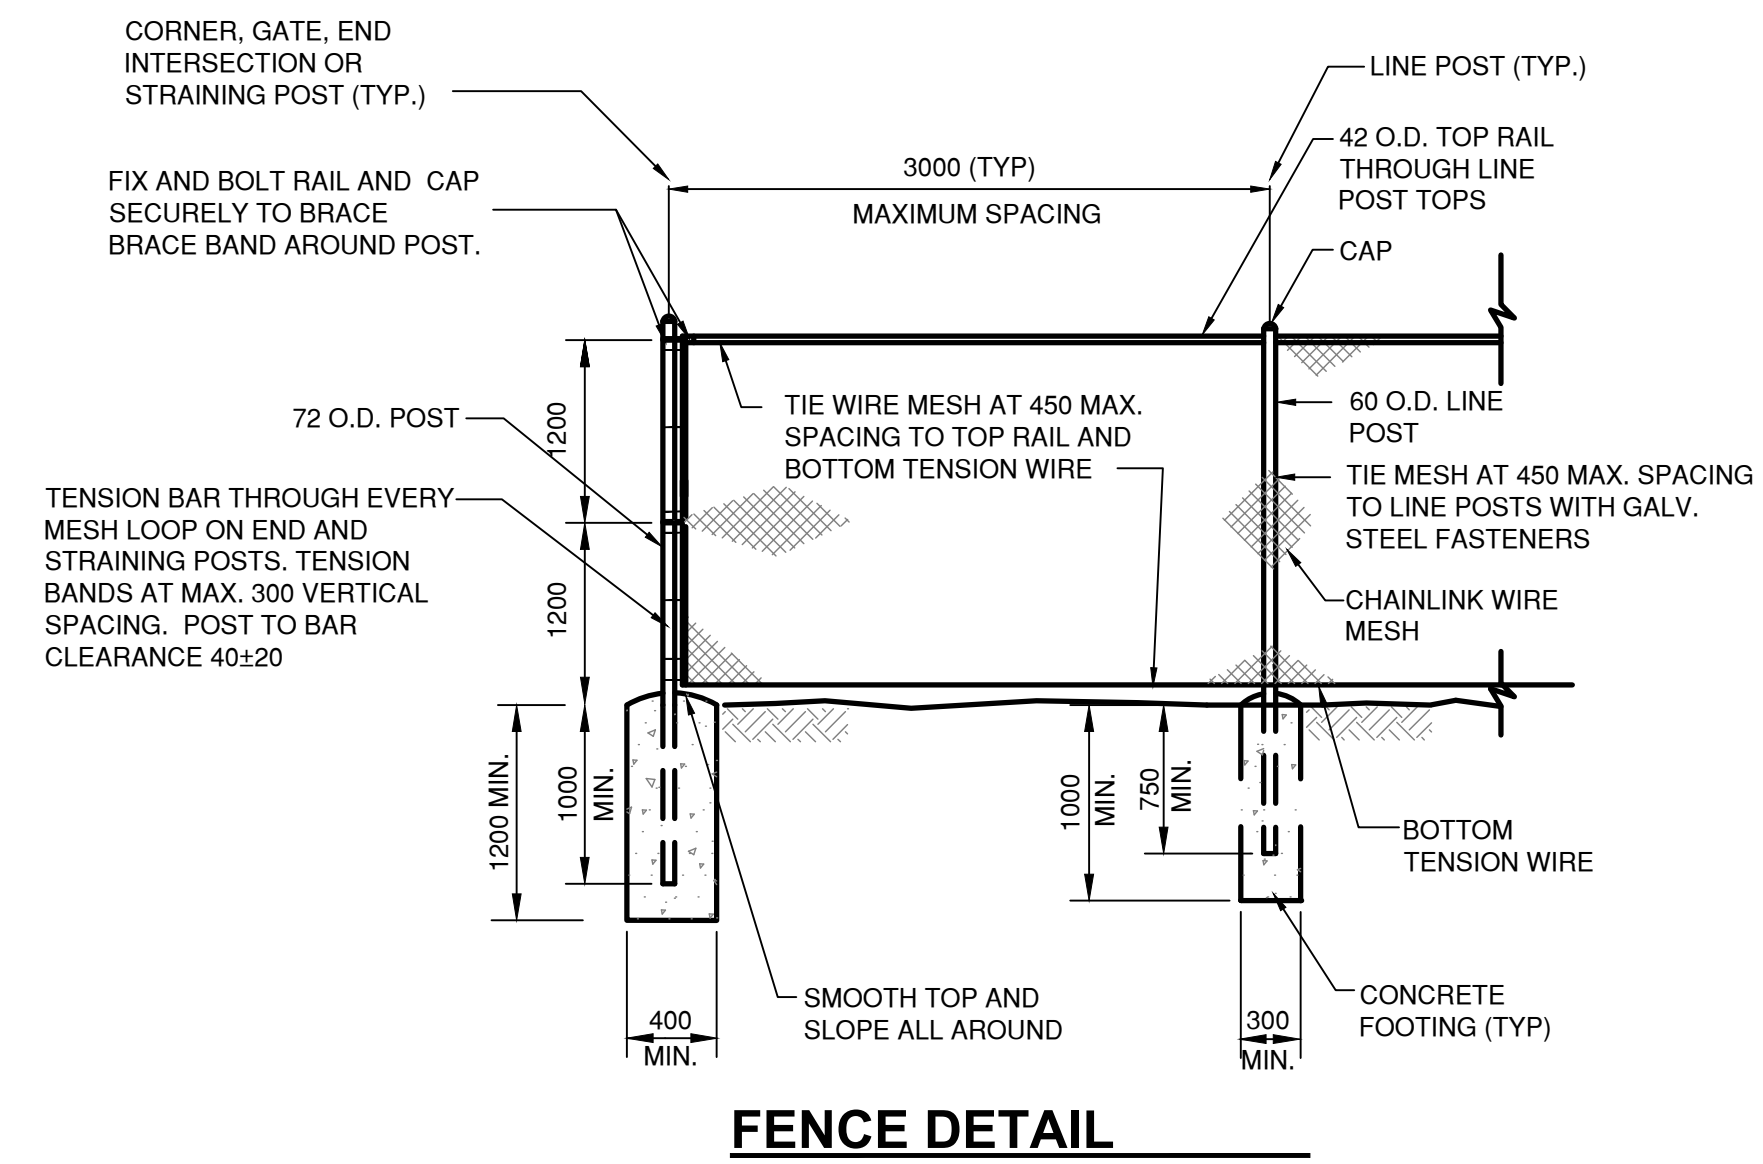 CORNER, GATE, END
INTERSECTION OR
STRAINING POST (TYP.)
LINE POST (TYP.)
42 O.D. TOP RAIL
THROUGH LINE
POST TOPS
3000 (TYP)
MAXIMUM SPACING
FIX AND BOLT RAIL AND CAP
SECURELY TO BRACE
BRACE BAND AROUND POST.
CAP
72 O.D. POST
1200
TIE WIRE MESH AT 450 MAX.
SPACING TO TOP RAIL AND
BOTTOM TENSION WIRE
60 O.D. LINE
POST
TIE MESH AT 450 MAX. SPACING
TO LINE POSTS WITH GALV.
STEEL FASTENERS
TENSION BAR THROUGH EVERY
MESH LOOP ON END AND
STRAINING POSTS. TENSION
BANDS AT MAX. 300 VERTICAL
SPACING. POST TO BAR
CLEARANCE 40±20
1200
CHAINLINK WIRE
MESH
1200 MIN.
1000
MIN.
1000
MIN.
750
MIN.
BOTTOM
TENSION WIRE
SMOOTH TOP AND
SLOPE ALL AROUND
CONCRETE
FOOTING (TYP)
400
MIN.
300
MIN.
FENCE DETAIL